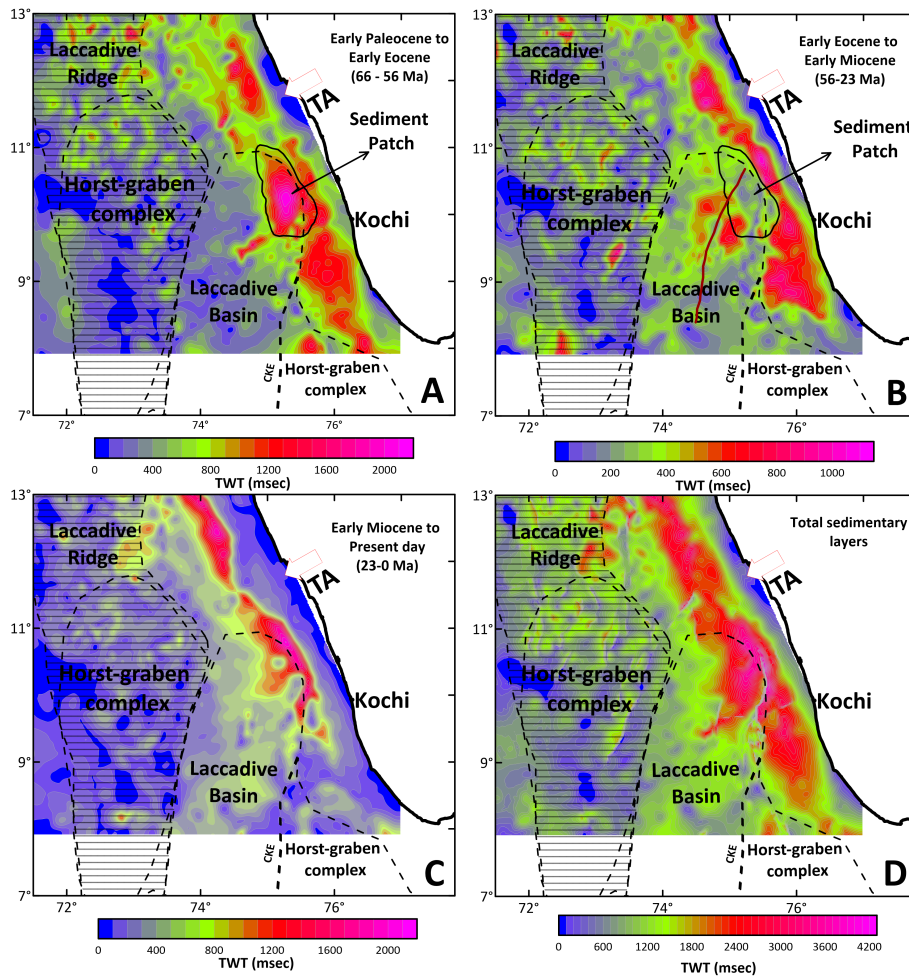 13°
11°
9°
7°
72°
74°
76°
Laccadive
Ridge
Early Paleocene to
Early Eocene
(66 - 56 Ma)
TA
Sediment
Patch
Horst-graben
complex
Kochi
Laccadive
Basin
CKE
Horst-graben
complex
A
0 400 800 1200 1600 2000
TWT (msec)
13°
11°
9°
7°
72°
74°
76°
Laccadive
Ridge
Early Eocene to
Early Miocene
(56-23 Ma)
TA
Sediment
Patch
Horst-graben
complex
Kochi
Laccadive
Basin
CKE
Horst-graben
complex
B
0 200 400 600 800 1000
TWT (msec)
13°
11°
9°
7°
72°
74°
76°
Laccadive
Ridge
Early Miocene to
Present day
(23-0 Ma)
TA
Horst-graben
complex
Kochi
Laccadive
Basin
CKE
Horst-graben
complex
C
0 400 800 1200 1600 2000
TWT (msec)
13°
11°
9°
7°
72°
74°
76°
Laccadive
Ridge
Total sedimentary
layers
TA
Horst-graben
complex
Kochi
Laccadive
Basin
CKE
Horst-graben
complex
D
0 600 1200 1800 2400 3000 3600 4200
TWT (msec)